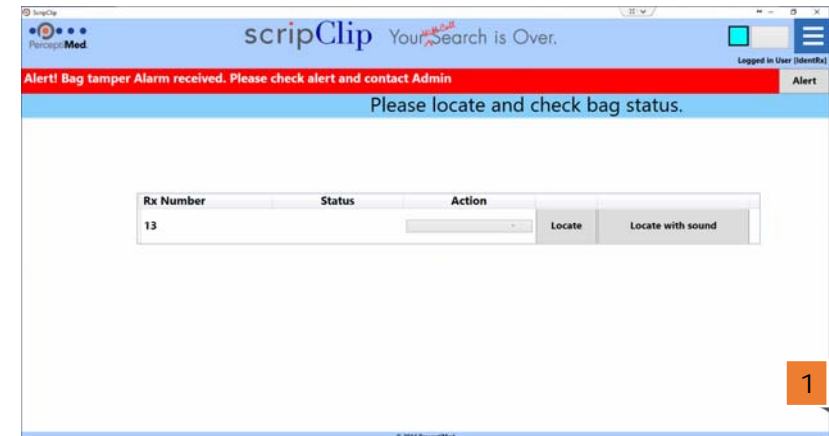 ScripClip
PerceptiMed
scripClip Your Will Call Search is Over.
Logged in User [IdentRx]
Alert! Bag tamper Alarm received. Please check alert and contact Admin
Alert
Please locate and check bag status.
Rx Number Status Action
13 Locate Locate with sound
1